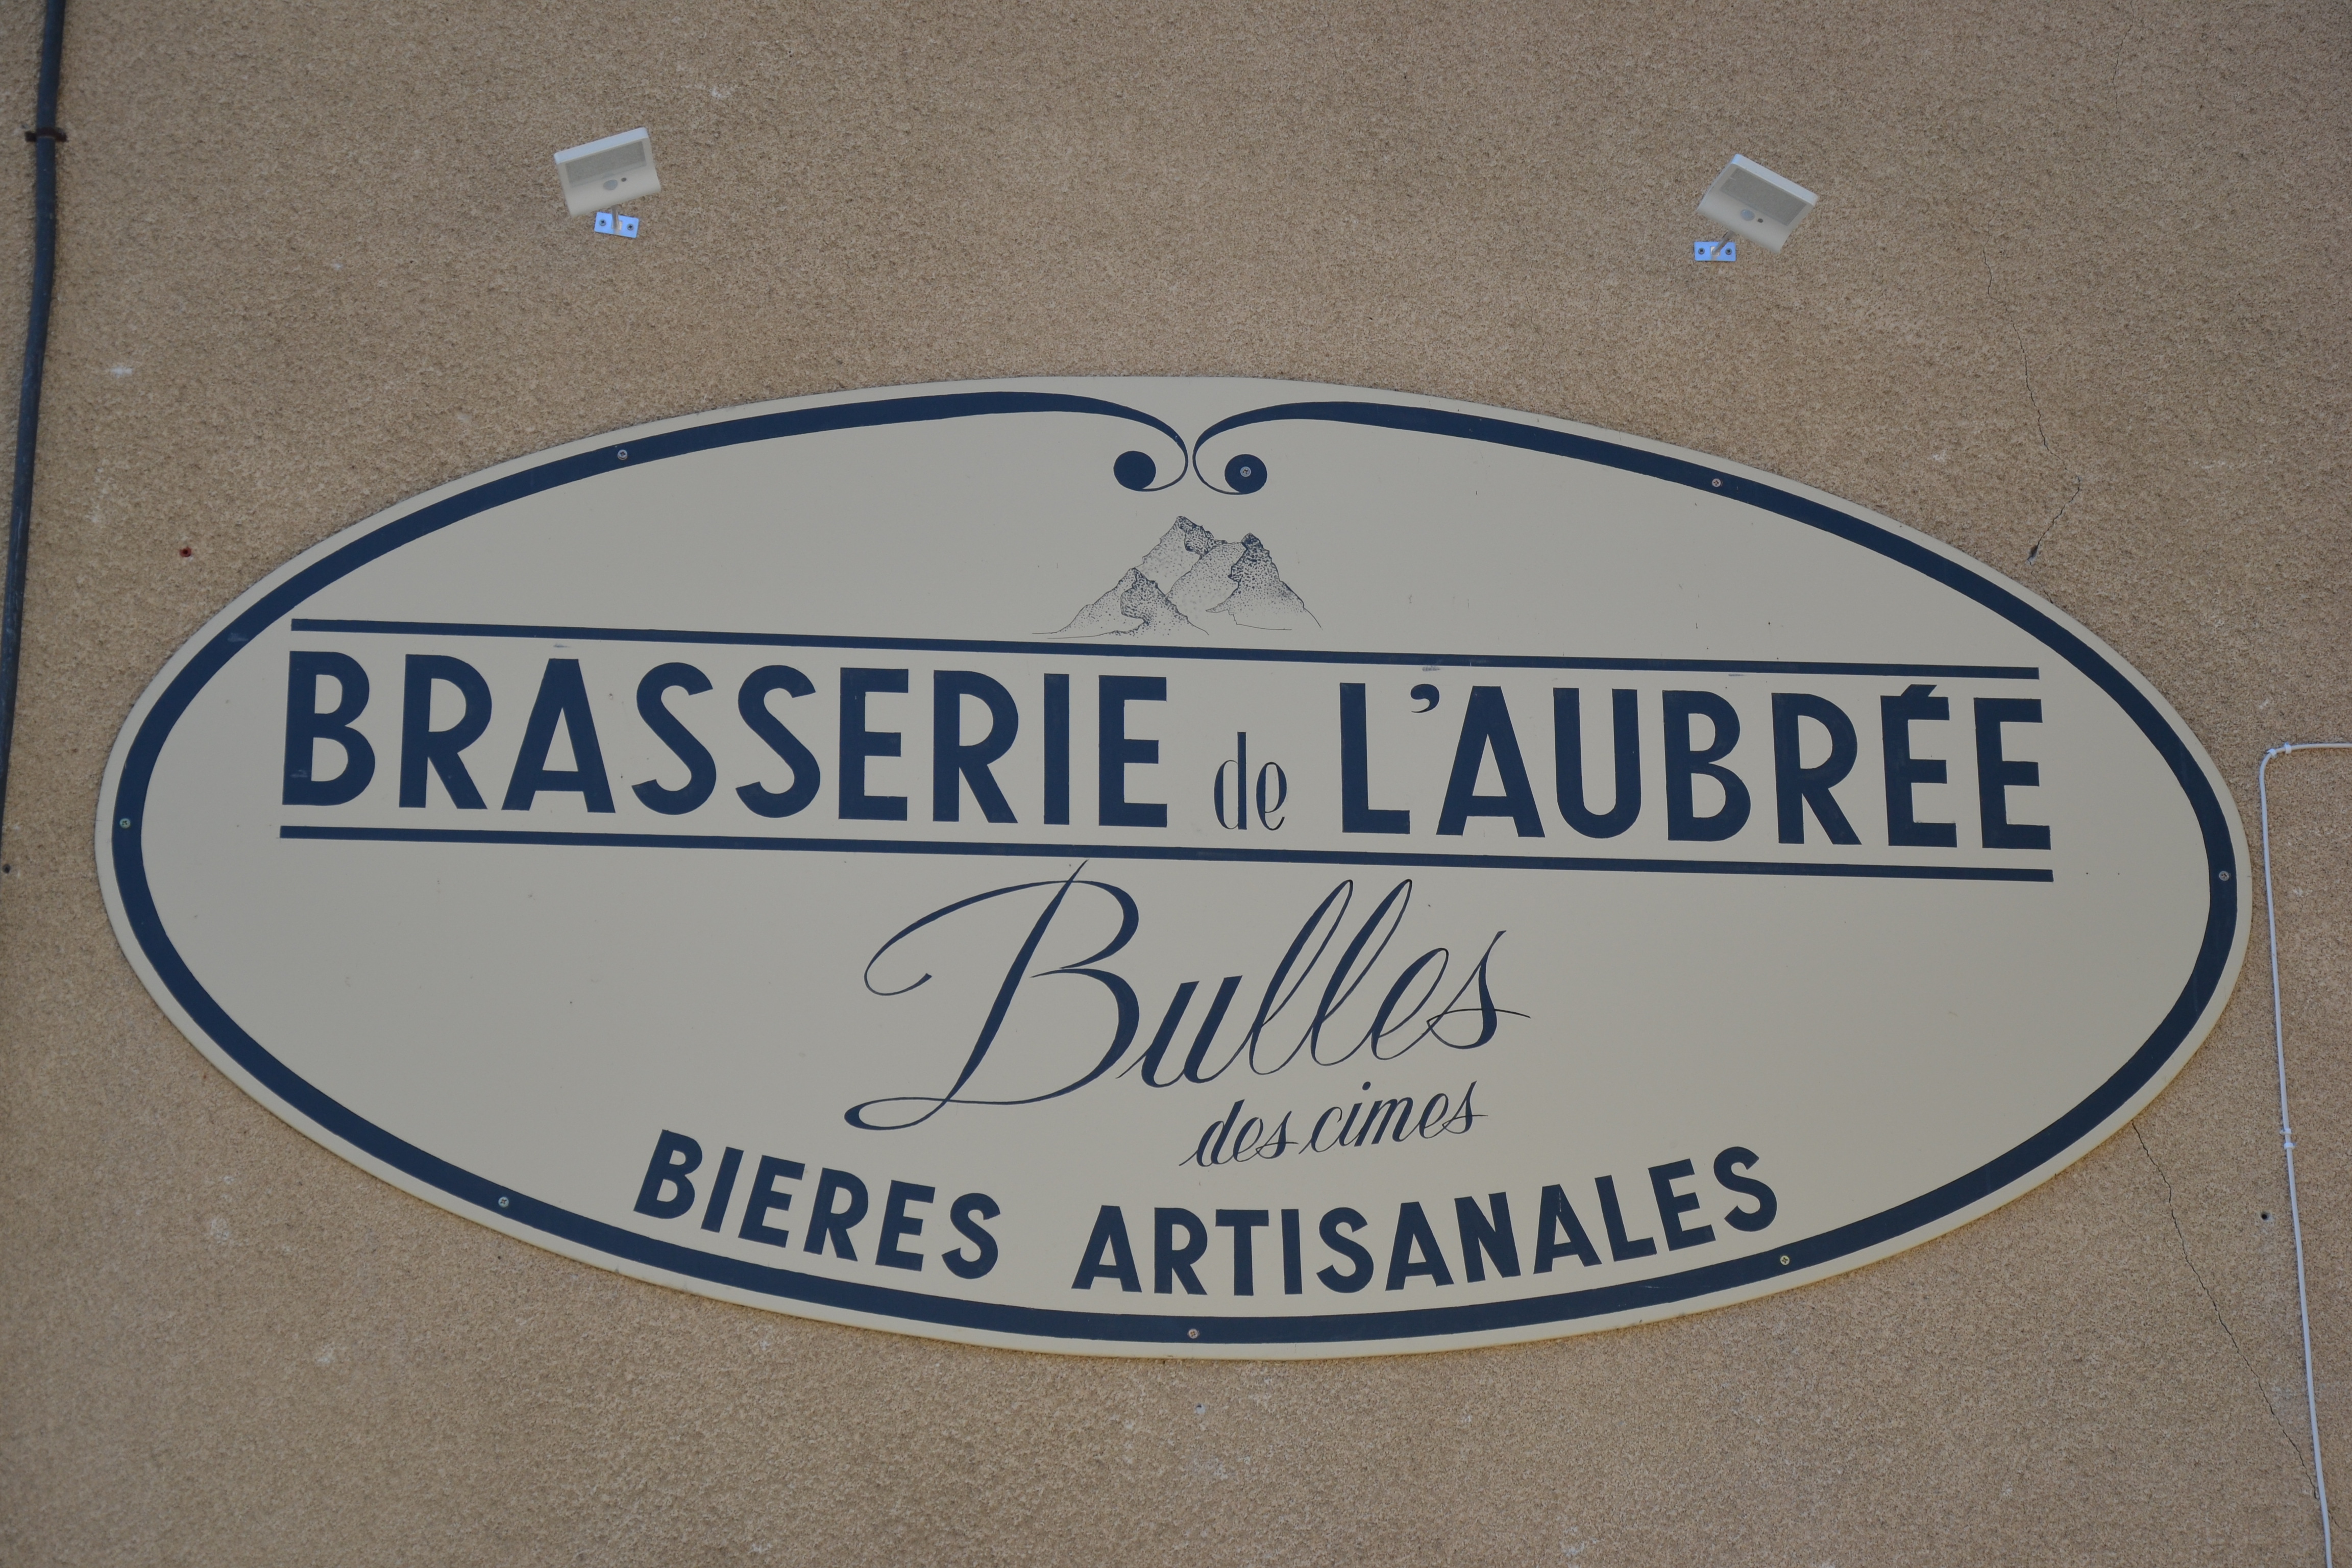 BRASSERIE de L'AUBRÉE
Bulles
des cimes
BIERES ARTISANALES